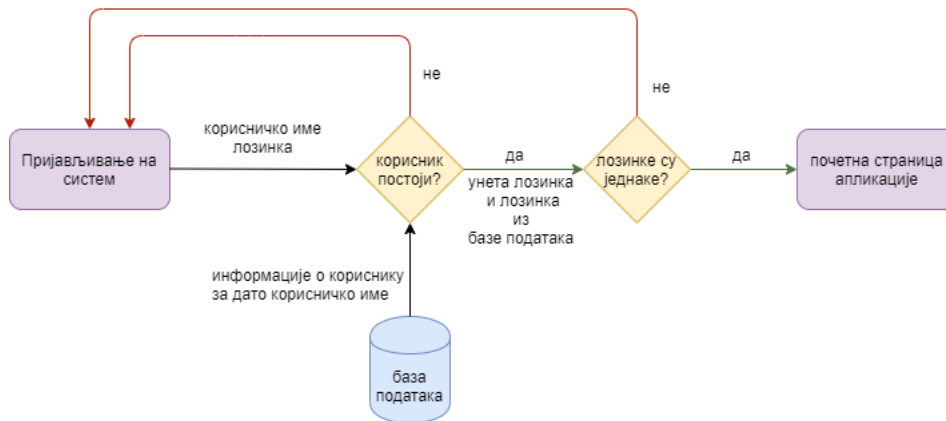 не
не
Пријављивање на
систем
корисничко име
лозинка
корисник
постоји?
да
унета лозинка
и лозинка
из
базе података
лозинке су
једнаке?
да
почетна страница
апликације
информације о кориснику
за дато корисничко име
база
података